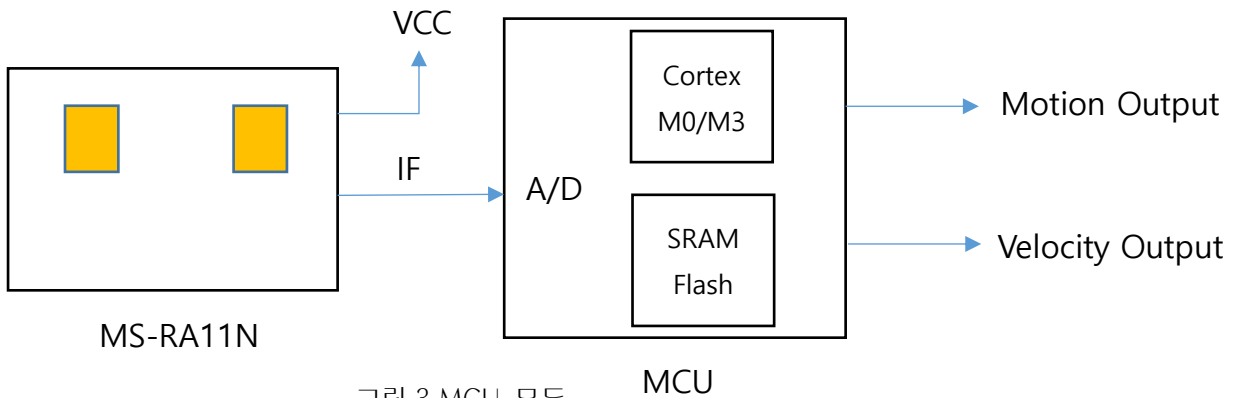 VCC
Cortex
M0/M3
Motion Output
IF
A/D
SRAM
Flash
Velocity Output
MS-RA11N
MCU